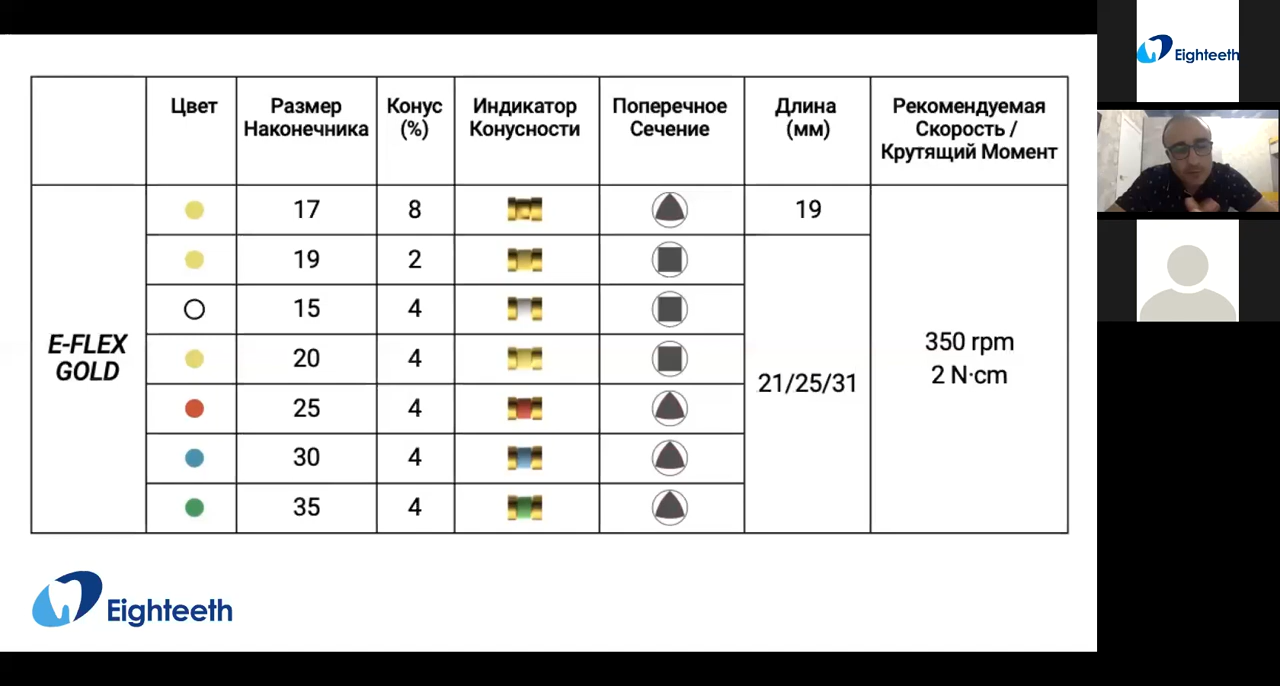 Цвет
Размер
Наконечника
Конус
(%)
Индикатор
Конусности
Поперечное
Сечение
Длина
(мм)
Рекомендуемая
Скорость /
Крутящий Момент
E-FLEX
GOLD
17
8
19
19
2
15
4
20
4
25
4
30
4
35
4
21/25/31
350 rpm
2 N·cm
Eighteeth
Eighteeth